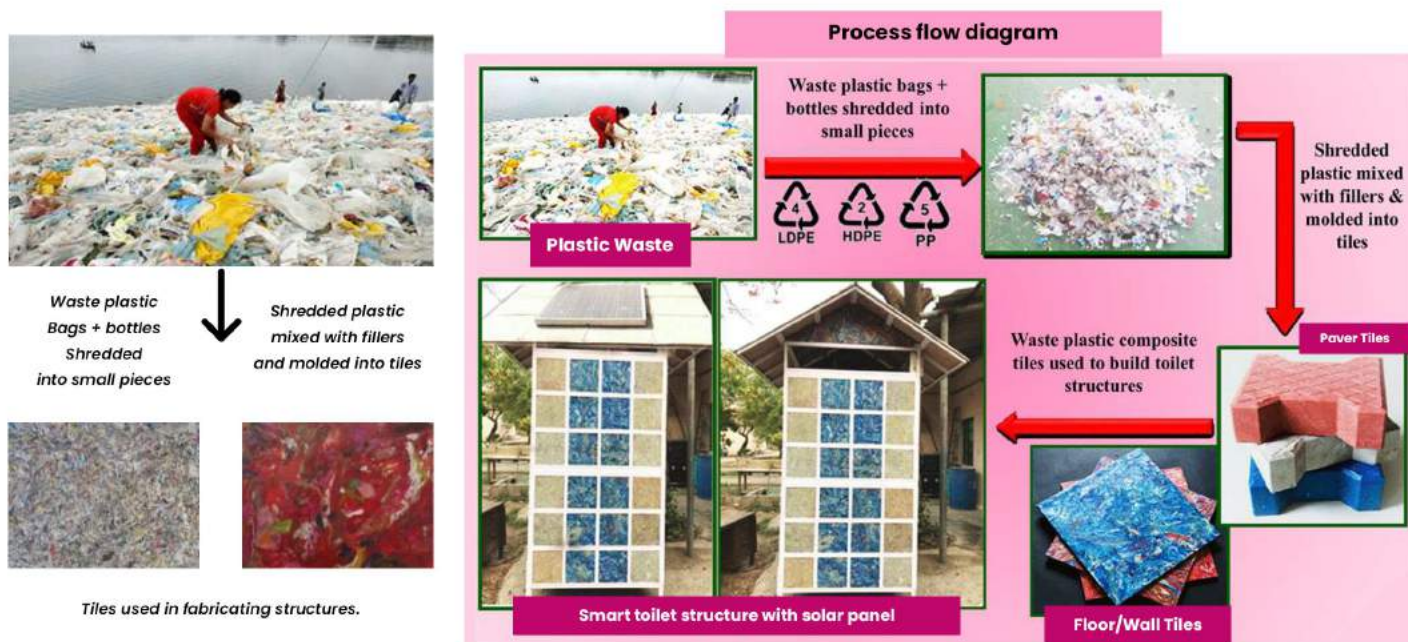 Waste plastic
Bags + bottles
Shredded
into small pieces
Shredded plastic
mixed with fillers
and molded into tiles
Tiles used in fabricating structures.
Process flow diagram
Plastic Waste
Waste plastic bags +
bottles shredded into
small pieces
4
LDPE
2
HDPE
5
PP
Shredded
plastic mixed
with fillers &
molded into
tiles
Paver Tiles
Waste plastic composite
tiles used to build toilet
structures
Floor/Wall Tiles
Smart toilet structure with solar panel